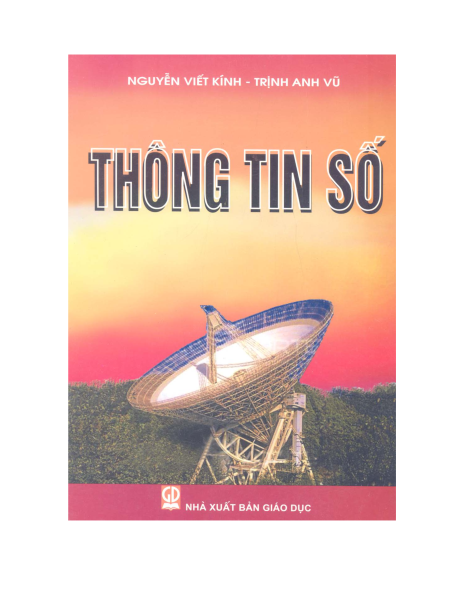 NGUYỄN VIẾT KÍNH - TRỊNH ANH VŨ
THÔNG TIN SỐ
GD
NHÀ XUẤT BẢN GIÁO DỤC